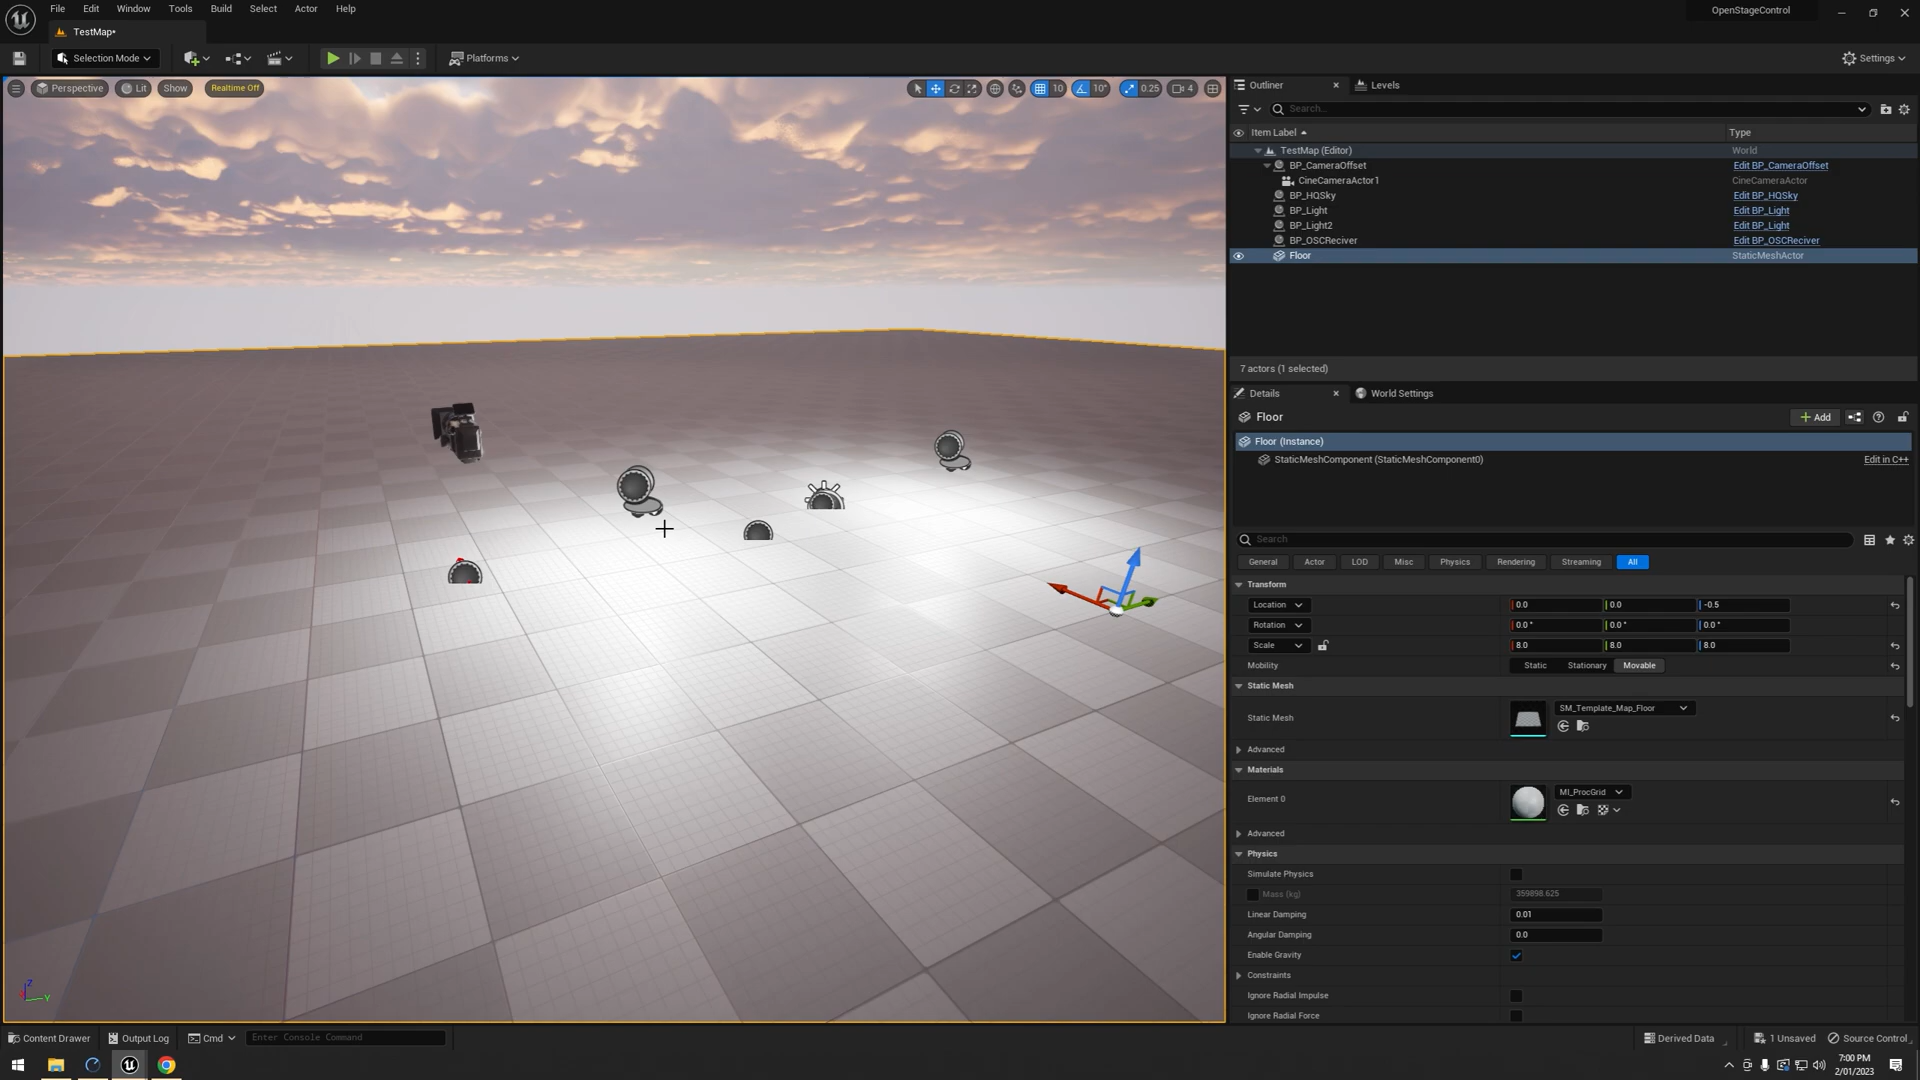 File Edit Window Tools Build Select Actor Help
OpenStageControl
TestMap•
Selection Mode
Platforms
Settings
Perspective
Lit
Show
Realtime Off
10
10°
0.25
4
Outliner
Levels
Search...
Item Label
Type
TestMap (Editor)
World
BP_CameraOffset
Edit BP_CameraOffset
CineCameraActor1
CineCameraActor
BP_HQSky
Edit BP_HQSky
BP_Light
Edit BP_Light
BP_Light2
Edit BP_Light
BP_OSCReciver
Edit BP_OSCReciver
Floor
StaticMeshActor
7 actors (1 selected)
Details
World Settings
Floor
Add
Floor (Instance)
StaticMeshComponent (StaticMeshComponent0)
Edit in C++
Search
General
Actor
LOD
Misc
Physics
Rendering
Streaming
All
Transform
Location
0.0
0.0
-0.5
Rotation
0.0 °
0.0 °
0.0 °
Scale
8.0
8.0
8.0
Mobility
Static
Stationary
Movable
Static Mesh
Static Mesh
SM_Template_Map_Floor
Advanced
Materials
Element 0
MI_ProcGrid
Advanced
Physics
Simulate Physics
Mass (kg)
359898.625
Linear Damping
0.01
Angular Damping
0.0
Enable Gravity
Constraints
Ignore Radial Impulse
Ignore Radial Force
Z
Y
Content Drawer
Output Log
Cmd
Enter Console Command
Derived Data
1 Unsaved
Source Control
7:00 PM
2/01/2023